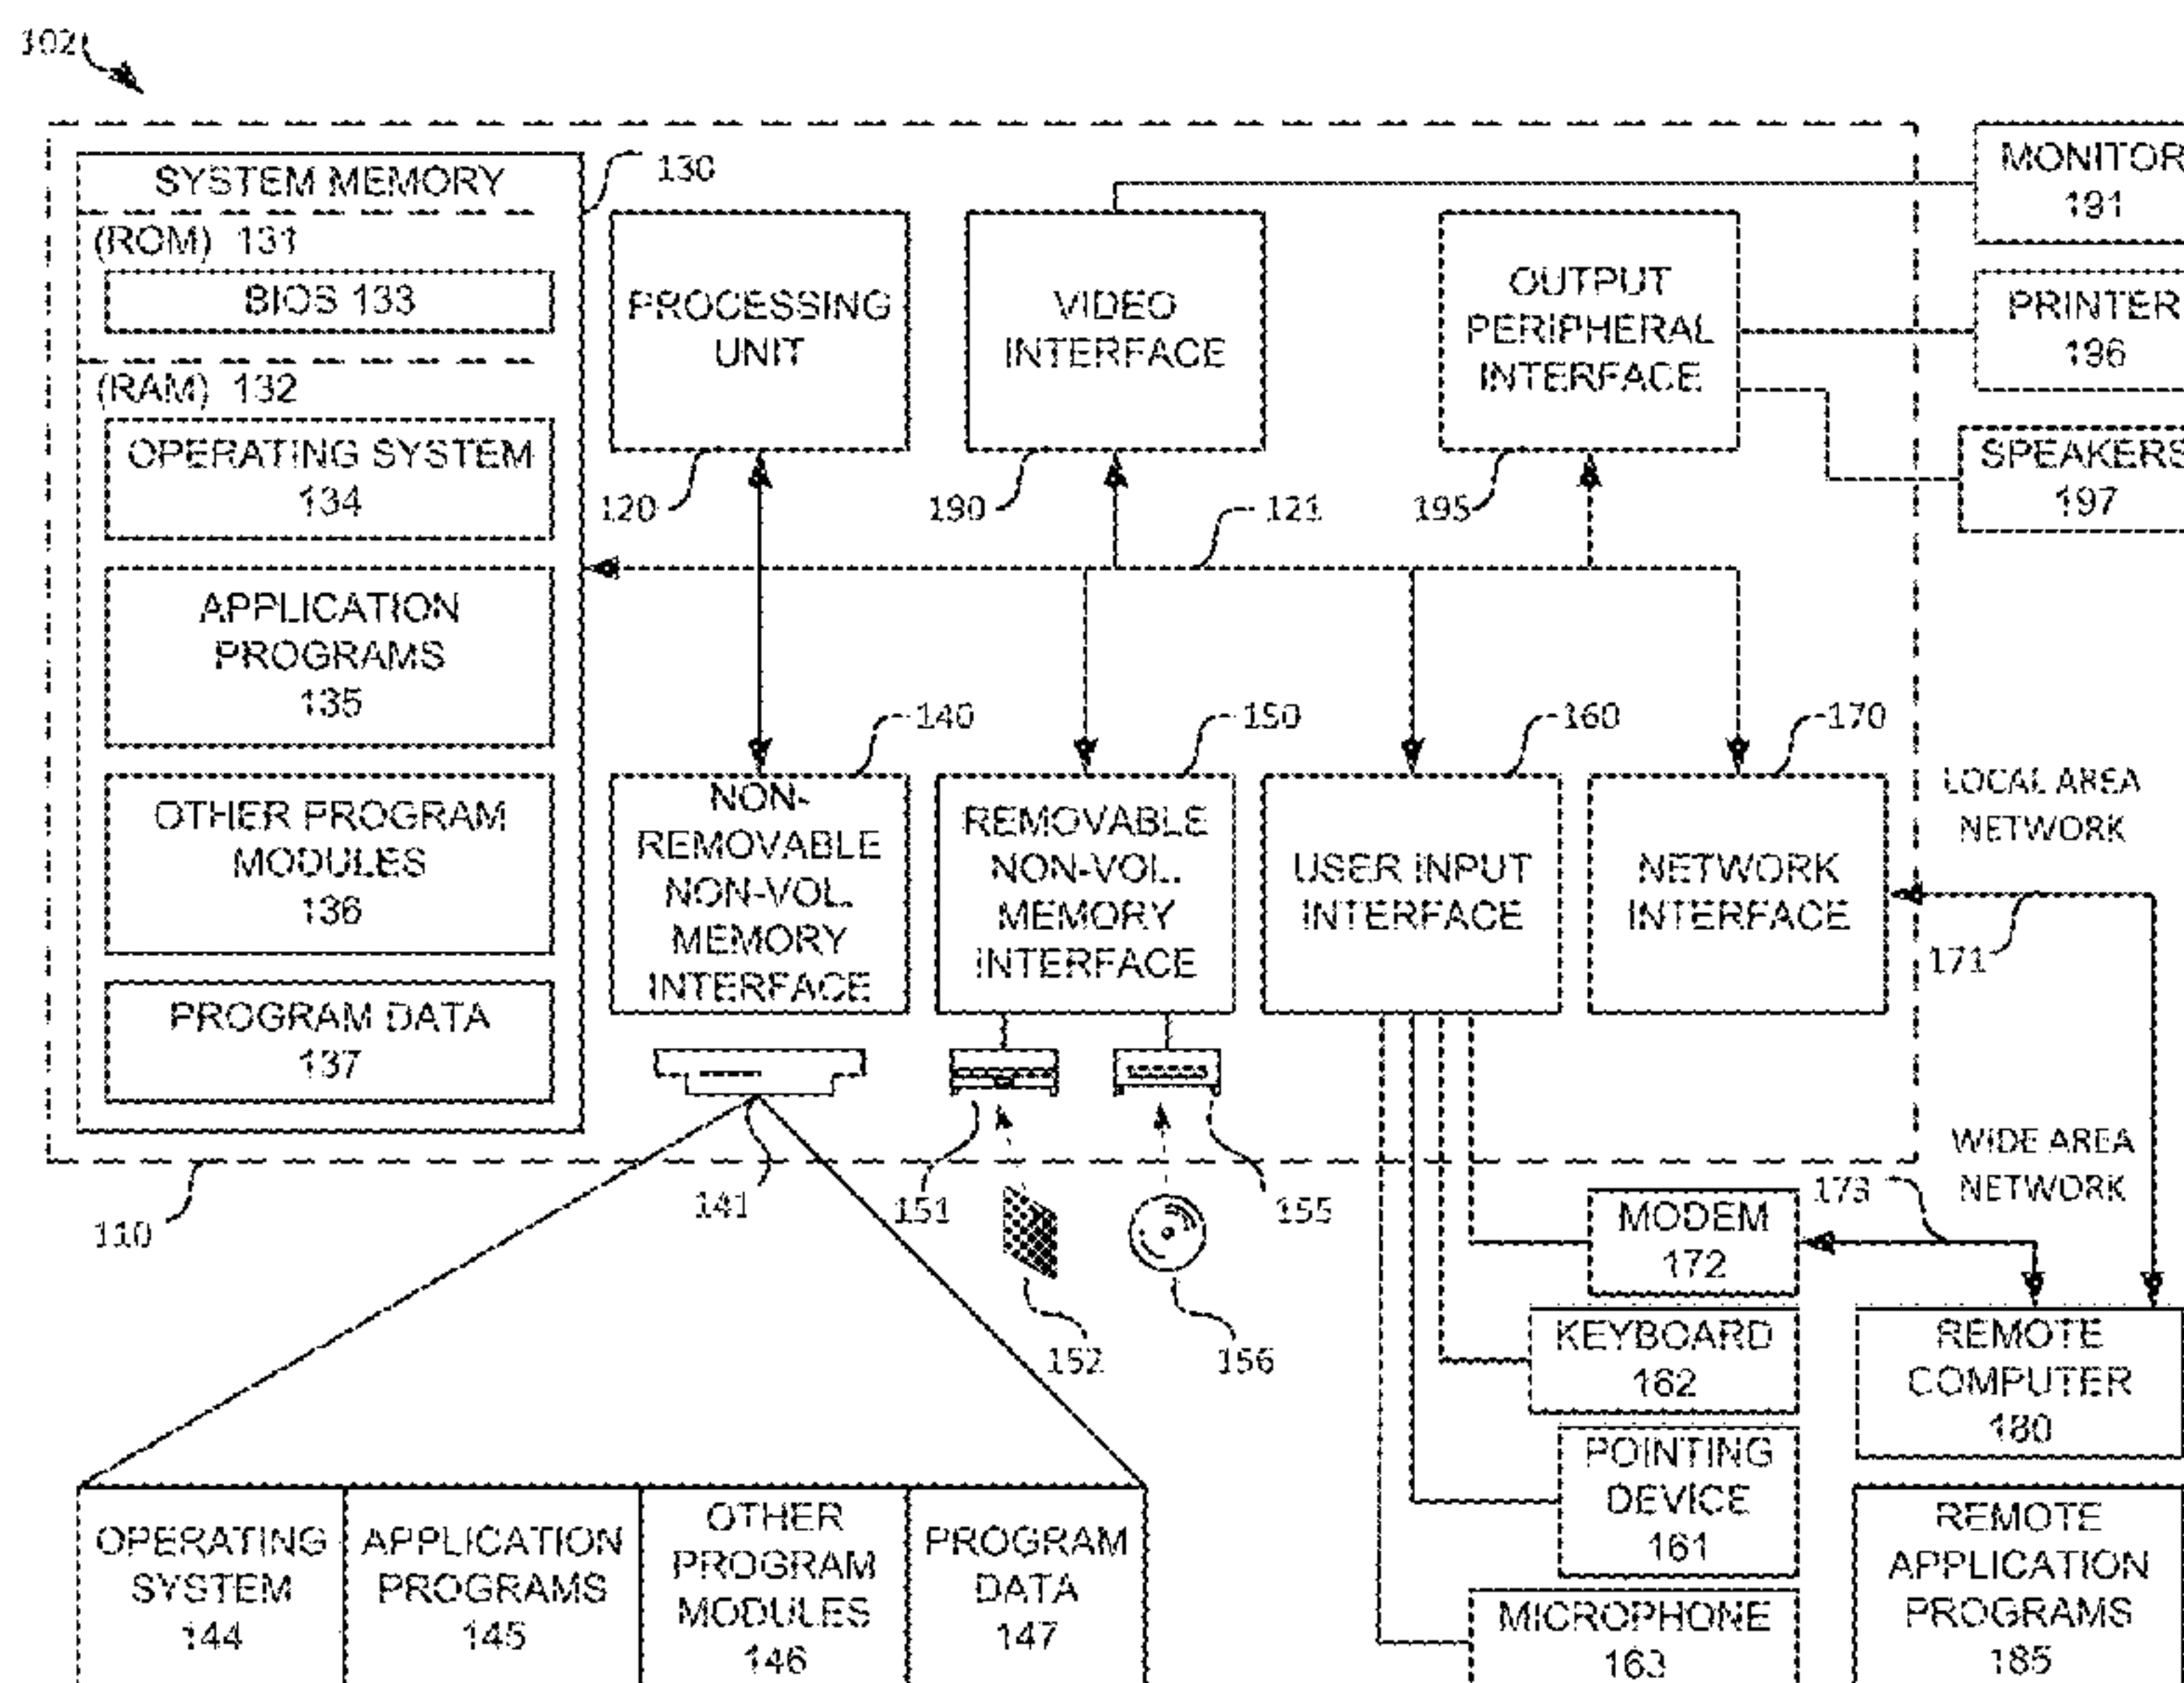 102
SYSTEM MEMORY
130
(ROM) 131
BIOS 133
(RAM) 132
OPERATING SYSTEM
134
APPLICATION
PROGRAMS
135
OTHER PROGRAM
MODULES
136
PROGRAM DATA
137
PROCESSING
UNIT
120
VIDEO
INTERFACE
190
121
OUTPUT
PERIPHERAL
INTERFACE
195
MONITOR
191
PRINTER
196
SPEAKERS
197
140
NON-
REMOVABLE
NON-VOL.
MEMORY
INTERFACE
150
REMOVABLE
NON-VOL.
MEMORY
INTERFACE
160
USER INPUT
INTERFACE
170
NETWORK
INTERFACE
LOCAL AREA
NETWORK
171
WIDE AREA
NETWORK
173
110
141
151
152
155
156
MODEM
172
KEYBOARD
162
POINTING
DEVICE
161
MICROPHONE
163
REMOTE
COMPUTER
180
REMOTE
APPLICATION
PROGRAMS
185
OPERATING
SYSTEM
144
APPLICATION
PROGRAMS
145
OTHER
PROGRAM
MODULES
146
PROGRAM
DATA
147